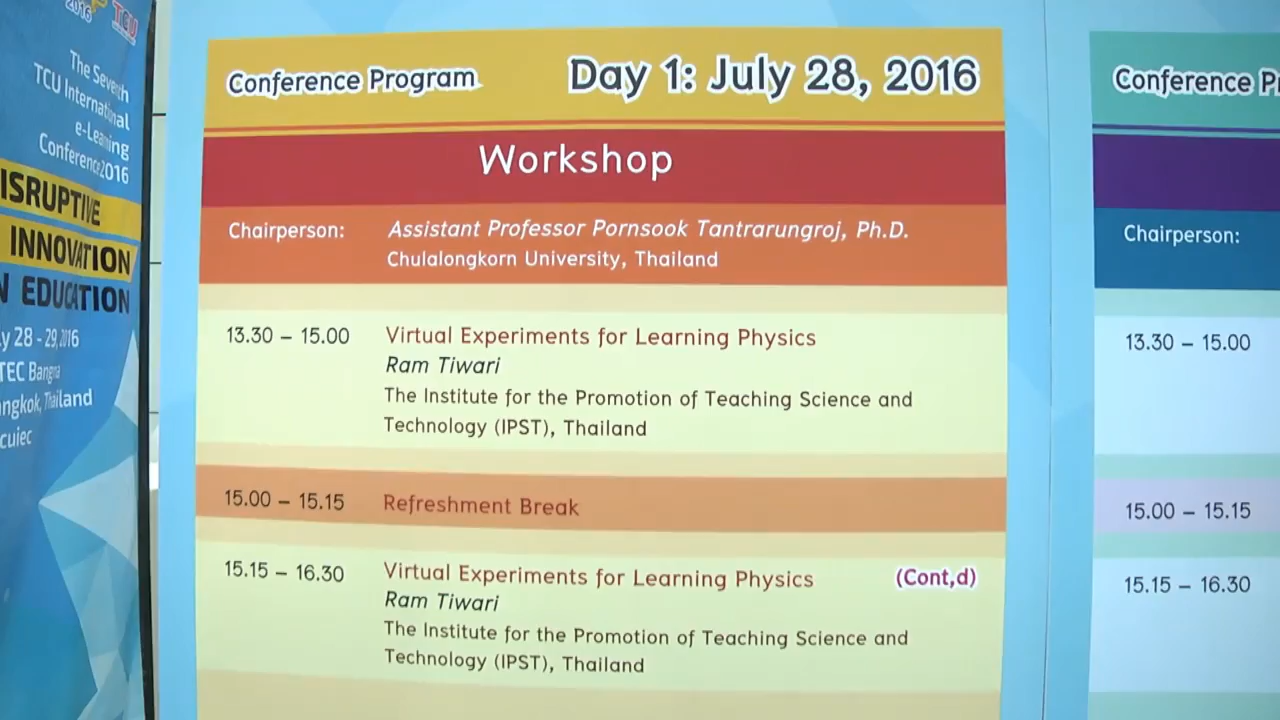 2016
TCU
The Seventh
TCU International
e-Learning
Conference2016
ISRUPTIVE
INNOVATION
N EDUCATION
y 28 - 29, 2016
TEC Bangna
ngkok, Thailand
cuiec
Conference Program
Day 1: July 28, 2016
Workshop
Chairperson: Assistant Professor Pornsook Tantrarungroj, Ph.D.
Chulalongkorn University, Thailand
13.30 – 15.00 Virtual Experiments for Learning Physics
Ram Tiwari
The Institute for the Promotion of Teaching Science and
Technology (IPST), Thailand
15.00 – 15.15 Refreshment Break
15.15 – 16.30 Virtual Experiments for Learning Physics (Cont,d)
Ram Tiwari
The Institute for the Promotion of Teaching Science and
Technology (IPST), Thailand
Conference P
Chairperson:
13.30 – 15.00
15.00 – 15.15
15.15 – 16.30